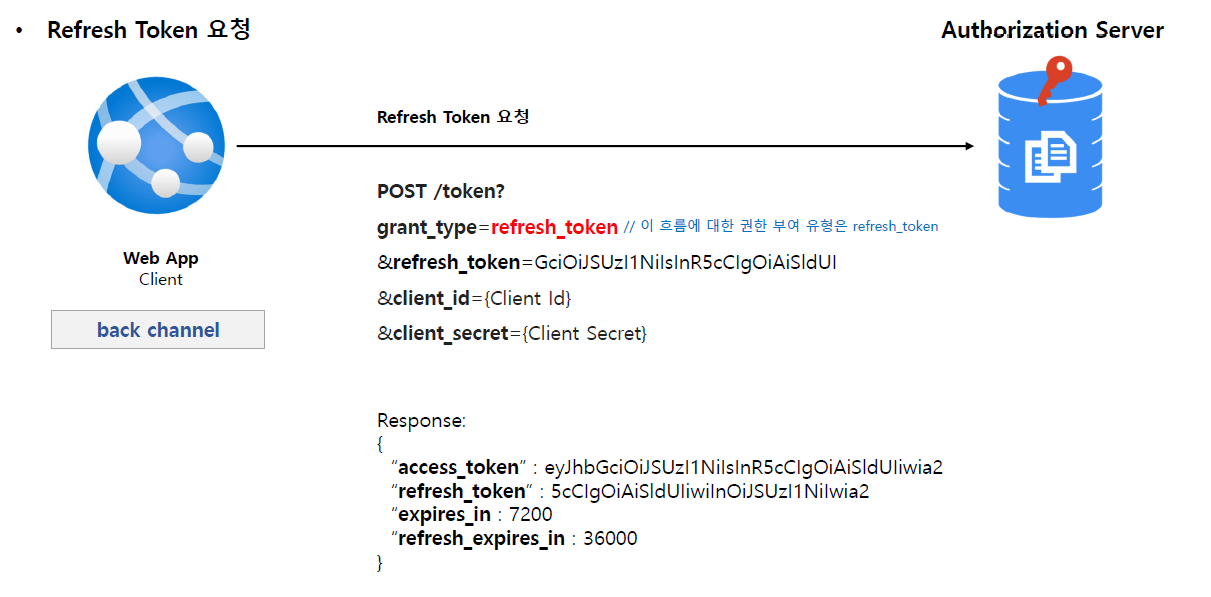 • Refresh Token 요청
Authorization Server
Refresh Token 요청
POST /token?
grant_type=refresh_token // 이 흐름에 대한 권한 부여 유형은 refresh_token
&refresh_token=GciOiJSUzI1NiIsInR5cCIgOiAiSldUI
&client_id={Client Id}
&client_secret={Client Secret}
Web App
Client
back channel
Response:
{
“access_token” : eyJhbGciOiJSUzI1NiIsInR5cCIgOiAiSldUIiwia2
“refresh_token” : 5cCIgOiAiSldUIiwiInOiJSUzI1NiIwia2
“expires_in : 7200
“refresh_expires_in : 36000
}